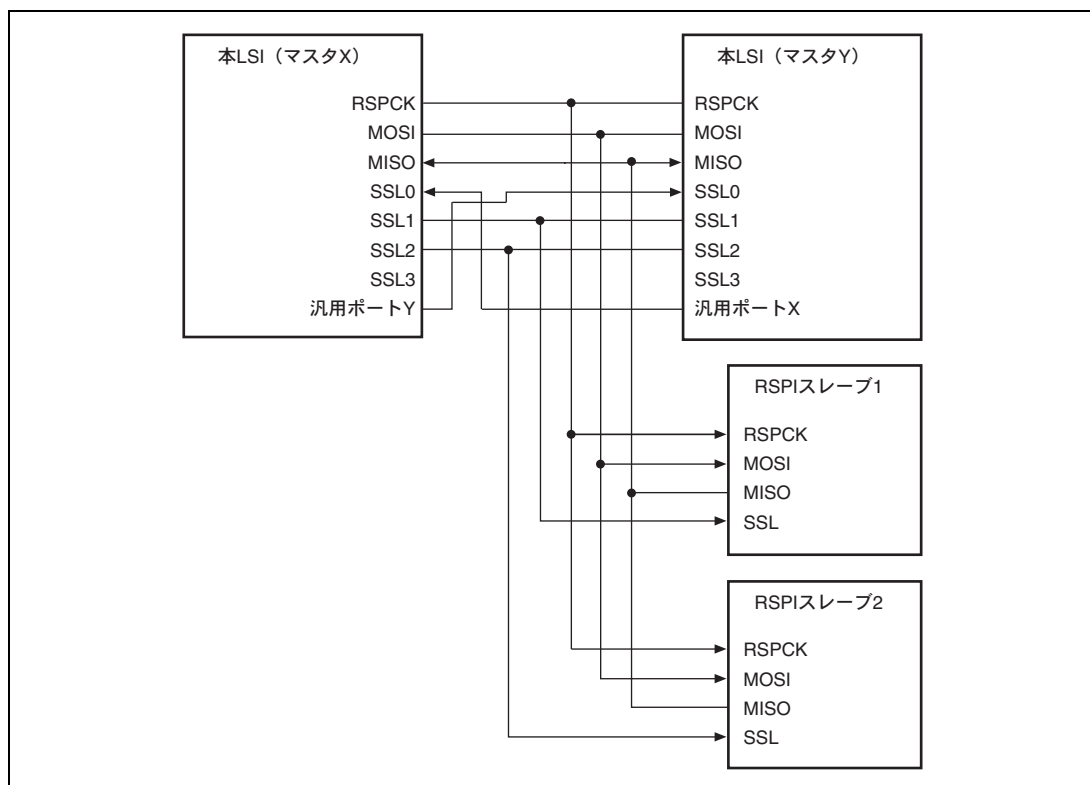 本LSI（マスタX）
RSPCK
MOSI
MISO
SSL0
SSL1
SSL2
SSL3
汎用ポートY
本LSI（マスタY）
RSPCK
MOSI
MISO
SSL0
SSL1
SSL2
SSL3
汎用ポートX
RSPIスレーブ1
RSPCK
MOSI
MISO
SSL
RSPIスレーブ2
RSPCK
MOSI
MISO
SSL